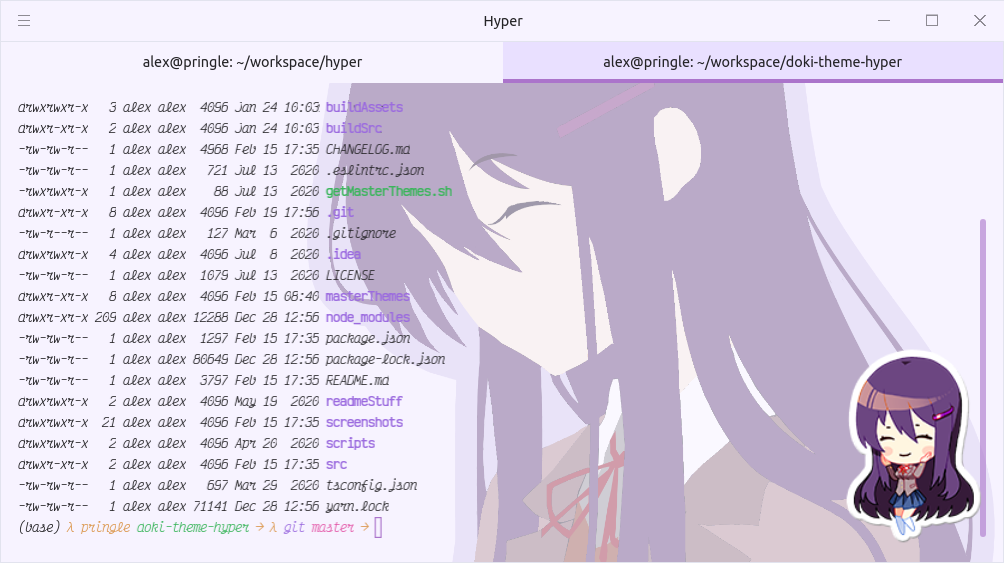 Hyper
alex@pringle: ~/workspace/hyper
alex@pringle: ~/workspace/doki-theme-hyper
drwxrwxr-x 3 alex alex 4096 Jan 24 10:03 buildAssets
drwxr-xr-x 2 alex alex 4096 Jan 24 10:03 buildSrc
-rw-rw-r-- 1 alex alex 4968 Feb 15 17:35 CHANGELOG.md
-rw-rw-r-- 1 alex alex 721 Jul 13 2020 .eslintrc.json
-rwxrwxr-x 1 alex alex 88 Jul 13 2020 getMasterThemes.sh
drwxrwxr-x 8 alex alex 4096 Feb 19 17:56 .git
-rw-r--r-- 1 alex alex 127 Mar 6 2020 .gitignore
drwxrwxr-x 4 alex alex 4096 Jul 8 2020 .idea
-rw-rw-r-- 1 alex alex 1079 Jul 13 2020 LICENSE
drwxr-xr-x 8 alex alex 4096 Feb 15 08:40 masterThemes
drwxr-xr-x 209 alex alex 12288 Dec 28 12:56 node_modules
-rw-rw-r-- 1 alex alex 1297 Feb 15 17:35 package.json
-rw-rw-r-- 1 alex alex 80649 Dec 28 12:56 package-lock.json
-rw-rw-r-- 1 alex alex 3797 Feb 15 17:35 README.md
drwxrwxr-x 2 alex alex 4096 May 19 2020 readmeStuff
drwxrwxr-x 21 alex alex 4096 Feb 15 17:35 screenshots
drwxrwxr-x 2 alex alex 4096 Apr 20 2020 scripts
drwxr-xr-x 2 alex alex 4096 Feb 15 17:35 src
-rw-rw-r-- 1 alex alex 697 Mar 29 2020 tsconfig.json
-rw-rw-r-- 1 alex alex 71141 Dec 28 12:56 yarn.lock
(base) λ pringle doki-theme-hyper → λ git master →